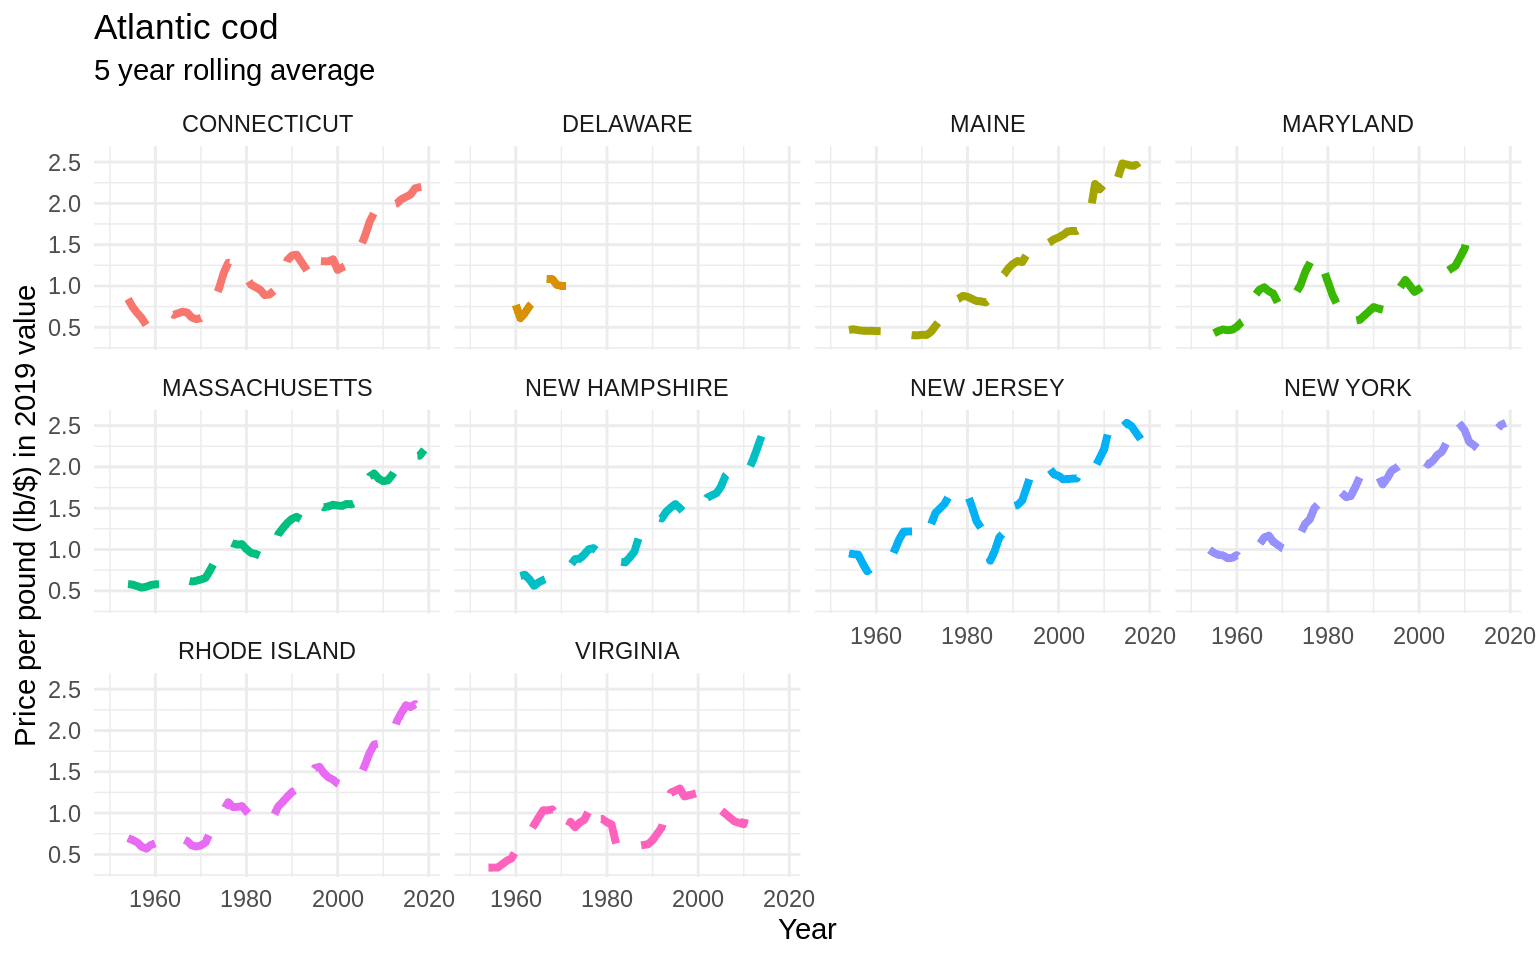 Atlantic cod
5 year rolling average
CONNECTICUT
DELAWARE
MAINE
MARYLAND
2.5
2.0
1.5
1.0
0.5
MASSACHUSETTS
NEW HAMPSHIRE
NEW JERSEY
NEW YORK
2.5
2.0
1.5
1.0
0.5
1960 1980 2000 2020
1960 1980 2000 2020
RHODE ISLAND
VIRGINIA
2.5
2.0
1.5
1.0
0.5
1960 1980 2000 2020
1960 1980 2000 2020
Year
Price per pound (lb/$) in 2019 value